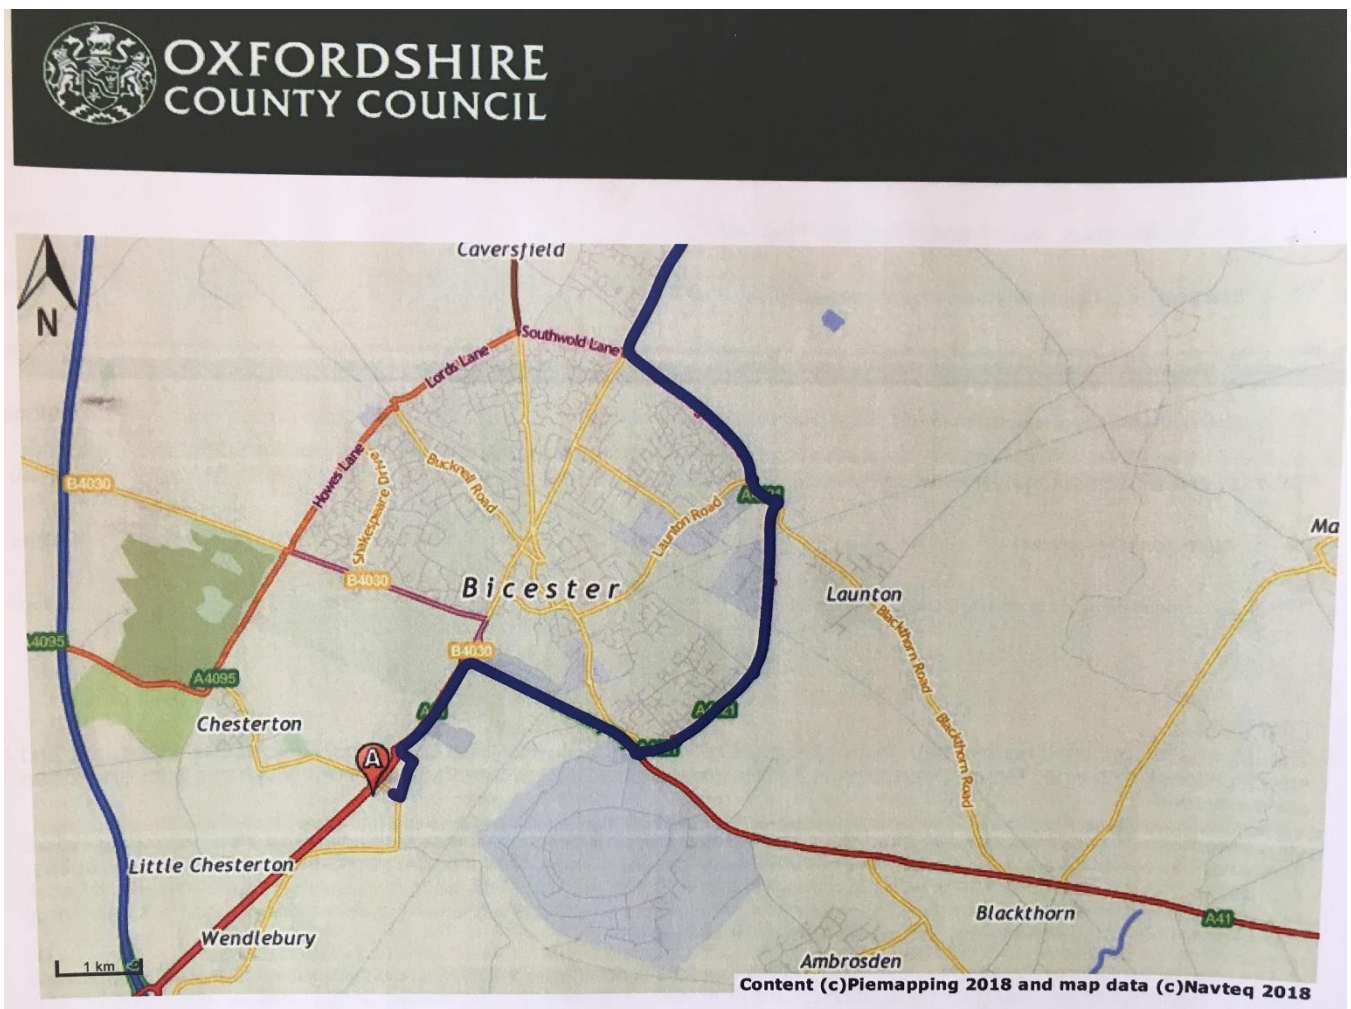 OXFORDSHIRE
COUNTY COUNCIL
N
Caversfield
Southwold Lane
Lords Lane
Howes Lane
Shakespeare Drive
Bucknell Road
Launton Road
B4030
B4030
Bicester
Launton
Ma
Blackthorn Road
B4030
A4095
A4095
Chesterton
Blackthorn Road
A
Little Chesterton
Wendlebury
Blackthorn
A41
Ambrosden
1 km
Content (c)Piemapping 2018 and map data (c)Navteq 2018